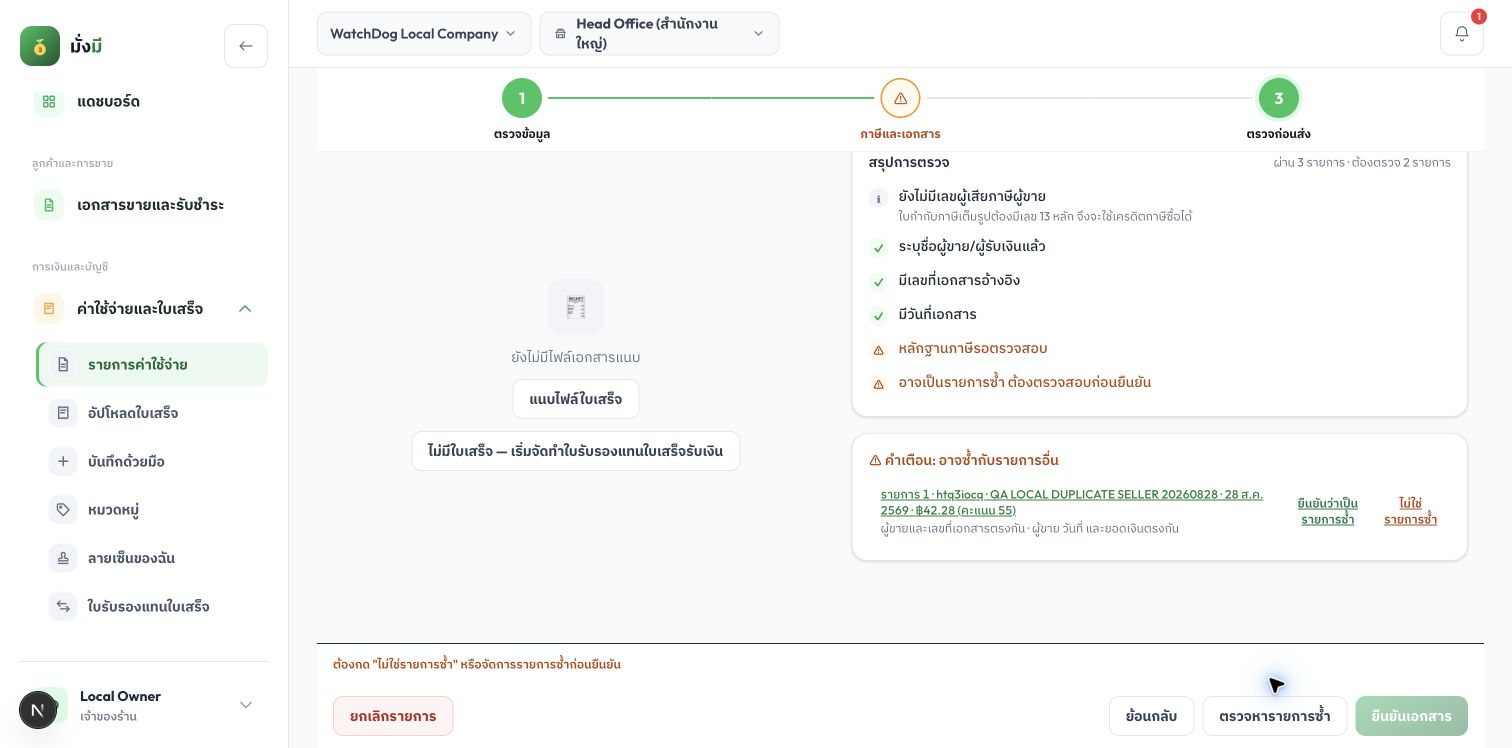 มั่งมี
แดชบอร์ด
ลูกค้าและการขาย
เอกสารขายและรับชำระ
การเงินและบัญชี
ค่าใช้จ่ายและใบเสร็จ
รายการค่าใช้จ่าย
อัปโหลดใบเสร็จ
บันทึกด้วยมือ
หมวดหมู่
ลายเซ็นของฉัน
ใบรับรองแทนใบเสร็จ
N
Local Owner
เจ้าของร้าน
WatchDog Local Company
Head Office (สำนักงาน
ใหญ่)
1
1
3
ตรวจข้อมูล
ภาษีและเอกสาร
ตรวจก่อนส่ง
RECEIPT
ยังไม่มีไฟล์เอกสารแนบ
แนบไฟล์ใบเสร็จ
ไม่มีใบเสร็จ — เริ่มจัดทำใบรับรองแทนใบเสร็จรับเงิน
สรุปการตรวจ
ผ่าน 3 รายการ · ต้องตรวจ 2 รายการ
ยังไม่มีเลขผู้เสียภาษีผู้ขาย
ใบกำกับภาษีเต็มรูปต้องมีเลข 13 หลัก จึงจะใช้เครดิตภาษีซื้อได้
ระบุชื่อผู้ขาย/ผู้รับเงินแล้ว
มีเลขที่เอกสารอ้างอิง
มีวันที่เอกสาร
หลักฐานภาษีรอตรวจสอบ
อาจเป็นรายการซ้ำ ต้องตรวจสอบก่อนยืนยัน
คำเตือน: อาจซ้ำกับรายการอื่น
รายการ 1 · htq3iocq · QA LOCAL DUPLICATE SELLER 20260828 · 28 ส.ค.
2569 · ฿42.28 (คะแนน 55)
ผู้ขายและเลขที่เอกสารตรงกัน · ผู้ขาย วันที่ และยอดเงินตรงกัน
ยืนยันว่าเป็น
รายการซ้ำ
ไม่ใช่
รายการซ้ำ
ต้องกด "ไม่ใช่รายการซ้ำ" หรือจัดการรายการซ้ำก่อนยืนยัน
ยกเลิกรายการ
ย้อนกลับ
ตรวจหารายการซ้ำ
ยืนยันเอกสาร